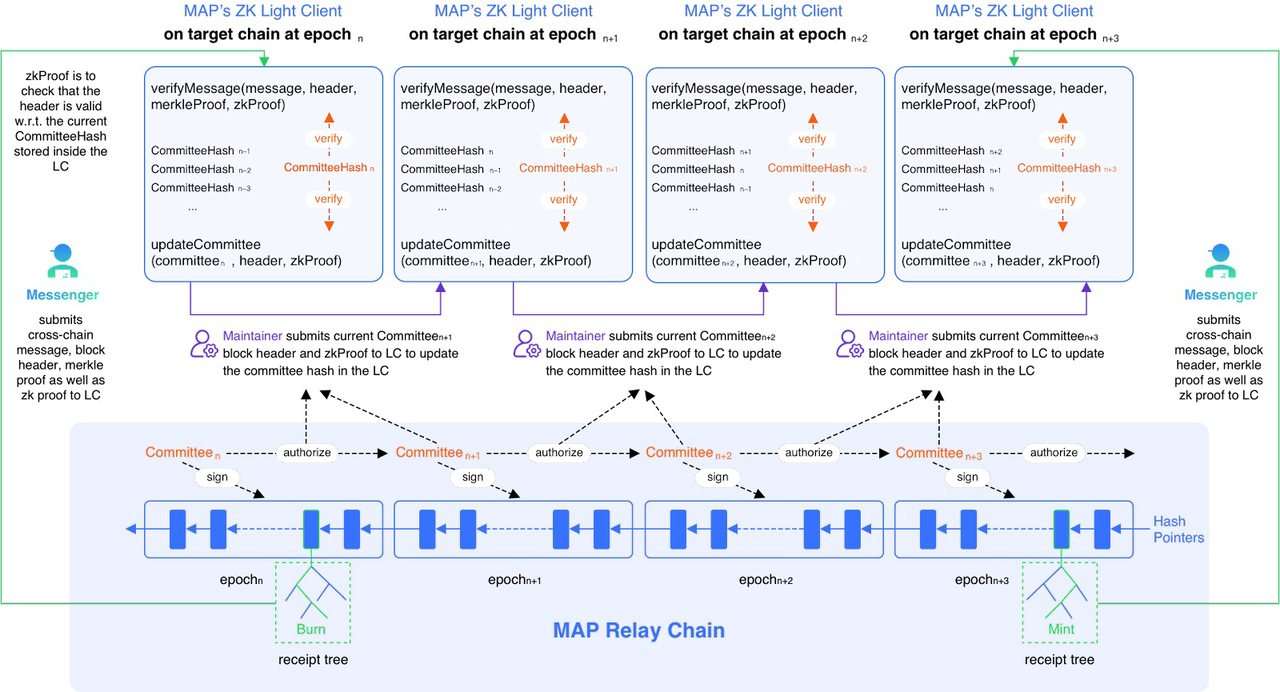 MAP's ZK Light Client
on target chain at epoch n
MAP's ZK Light Client
on target chain at epoch n+1
MAP's ZK Light Client
on target chain at epoch n+2
MAP's ZK Light Client
on target chain at epoch n+3
zkProof is to
check that the
header is valid
w.r.t. the current
CommitteeHash
stored inside the
LC
verifyMessage(message, header,
merkleProof, zkProof)
verify
CommitteeHash n-1
CommitteeHash n-2
CommitteeHash n-3
...
CommitteeHash n
verify
updateCommittee
(committee n , header, zkProof)
verifyMessage(message, header,
merkleProof, zkProof)
verify
CommitteeHash n
CommitteeHash n-1
CommitteeHash n-2
...
CommitteeHash n+1
verify
updateCommittee
(committee n+1, header, zkProof)
verifyMessage(message, header,
merkleProof, zkProof)
verify
CommitteeHash n+1
CommitteeHash n
CommitteeHash n-1
...
CommitteeHash n+2
verify
updateCommittee
(committee n+2 , header, zkProof)
verifyMessage(message, header,
merkleProof, zkProof)
verify
CommitteeHash n+2
CommitteeHash n+1
CommitteeHash n
...
CommitteeHash n+3
verify
updateCommittee
(committee n+3 , header, zkProof)
Messenger
submits
cross-chain
message, block
header, merkle
proof as well as
zk proof to LC
Messenger
submits
cross-chain
message, block
header, merkle
proof as well as
zk proof to LC
Maintainer submits current Committee n+1
block header and zkProof to LC to update
the committee hash in the LC
Maintainer submits current Committee n+2
block header and zkProof to LC to update
the committee hash in the LC
Maintainer submits current Committee n+3
block header and zkProof to LC to update
the committee hash in the LC
Committee n
authorize
Committee n+1
authorize
Committee n+2
authorize
Committee n+3
authorize
sign
sign
sign
sign
Hash
Pointers
epoch n
epoch n+1
epoch n+2
epoch n+3
Burn
receipt tree
MAP Relay Chain
Mint
receipt tree